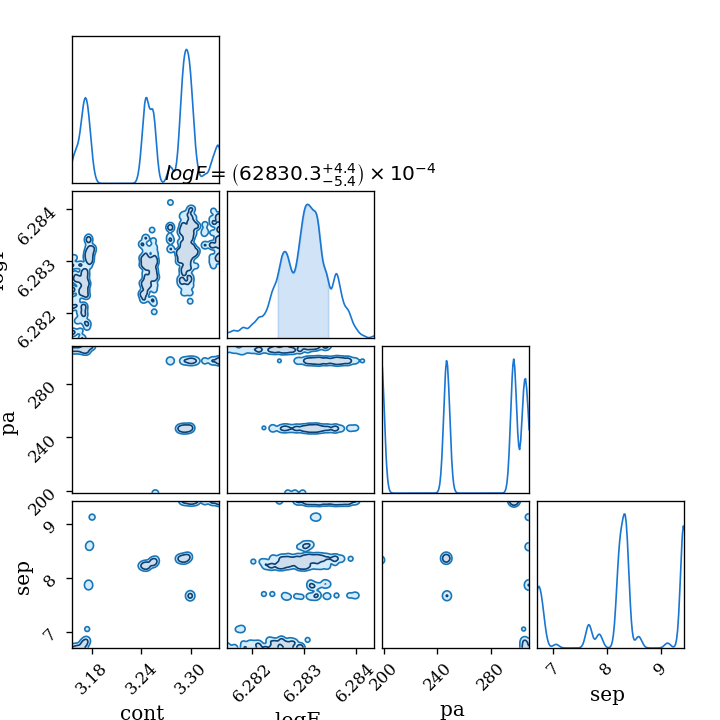 logF = (62830.3 +4.4 −5.4) × 10−4
6.284
6.283
6.282
logF
280
240
200
pa
9
8
7
sep
3.18 3.24 3.30
6.282 6.283 6.284
200 240 280
7 8 9
cont logF pa sep